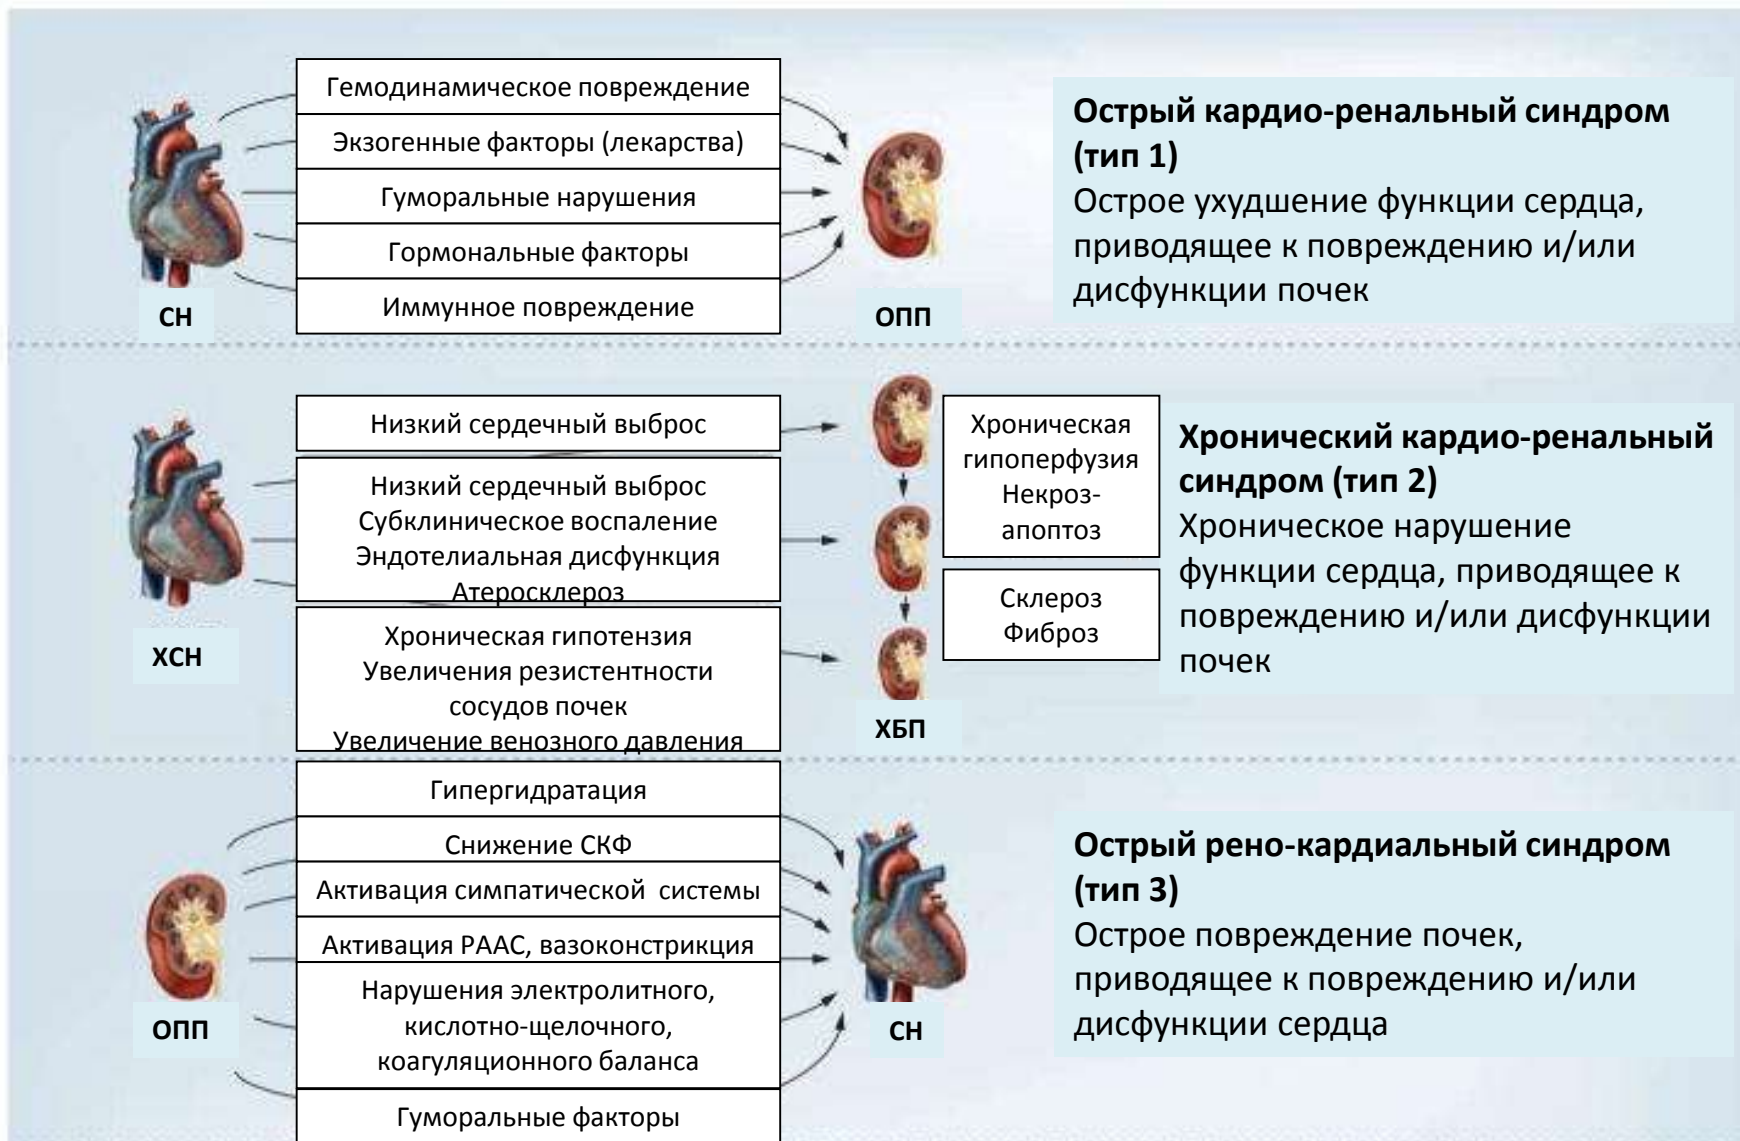 Гемодинамическое повреждение
Экзогенные факторы (лекарства)
Гуморальные нарушения
Гормональные факторы
Иммунное повреждение
СН
ОПП
Острый кардио-ренальный синдром
(тип 1)
Острое ухудшение функции сердца,
приводящее к повреждению и/или
дисфункции почек
Низкий сердечный выброс
Низкий сердечный выброс
Субклиническое воспаление
Эндотелиальная дисфункция
Атеросклероз
Хроническая гипотензия
Увеличения резистентности
сосудов почек
Увеличение венозного давления
ХСН
Хроническая
гипоперфузия
Некроз-
апоптоз
Склероз
Фиброз
ХБП
Хронический кардио-ренальный
синдром (тип 2)
Хроническое нарушение
функции сердца, приводящее к
повреждению и/или дисфункции
почек
Гипергидратация
Снижение СКФ
Активация симпатической системы
Активация РААС, вазоконстрикция
Нарушения электролитного,
кислотно-щелочного,
коагуляционного баланса
Гуморальные факторы
ОПП
СН
Острый рено-кардиальный синдром
(тип 3)
Острое повреждение почек,
приводящее к повреждению и/или
дисфункции сердца